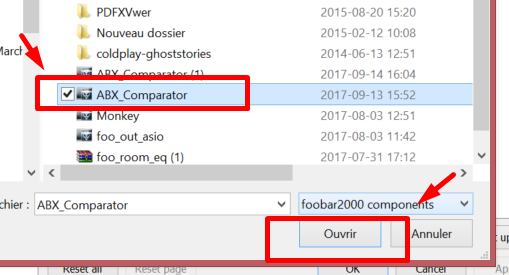 PDFXVwer 2015-08-20 15:20
Nouveau dossier 2015-02-12 10:08
coldplay-ghoststories 2014-06-13 12:51
March
ABX_Comparator (1) 2017-09-14 16:04
ABX_Comparator 2017-09-13 15:52
Monkey 2017-08-03 12:51
foo_out_asio 2017-08-03 11:42
foo_room_eq (1) 2017-07-31 17:12
chier : ABX_Comparator foobar2000 components
Ouvrir Annuler
t up
Reset all Reset page OK Cancel Ap